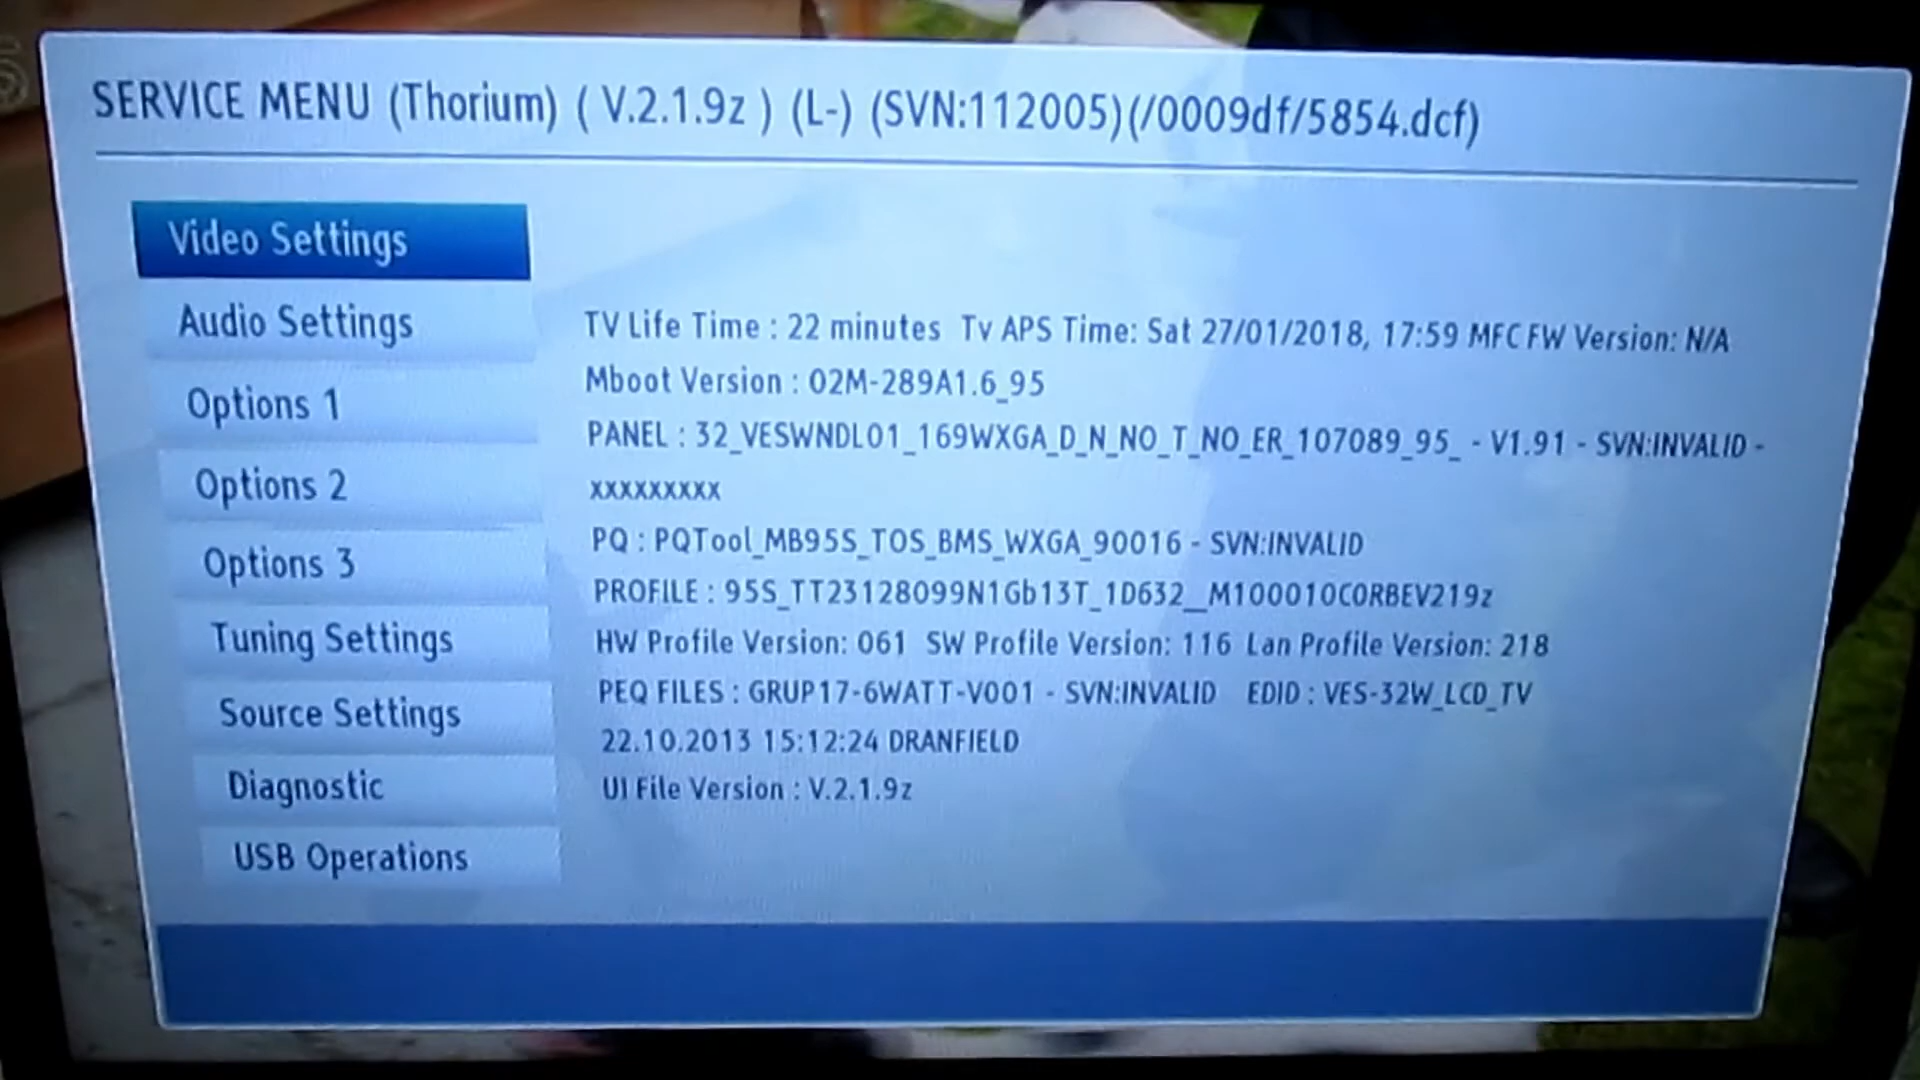 SERVICE MENU (Thorium) ( V.2.1.9z ) (L-) (SVN:112005)(/0009df/5854.dcf)
Video Settings
Audio Settings
Options 1
Options 2
Options 3
Tuning Settings
Source Settings
Diagnostic
USB Operations
TV Life Time : 22 minutes Tv APS Time: Sat 27/01/2018, 17:59 MFC FW Version: N/A
Mboot Version : 02M-289A1.6_95
PANEL : 32_VESWNDL01_169WXGA_D_N_NO_T_NO_ER_107089_95_ - V1.91 - SVN:INVALID -
xxxxxxxxx
PQ : PQTool_MB95S_TOS_BMS_WXGA_90016 - SVN:INVALID
PROFILE : 95S_TT23128099N1Gb13T_1D632__M100010C0RBEV219z
HW Profile Version: 061 SW Profile Version: 116 Lan Profile Version: 218
PEQ FILES : GRUP17-6WATT-V001 - SVN:INVALID EDID : VES-32W_LCD_TV
22.10.2013 15:12:24 DRANFIELD
UI File Version : V.2.1.9z